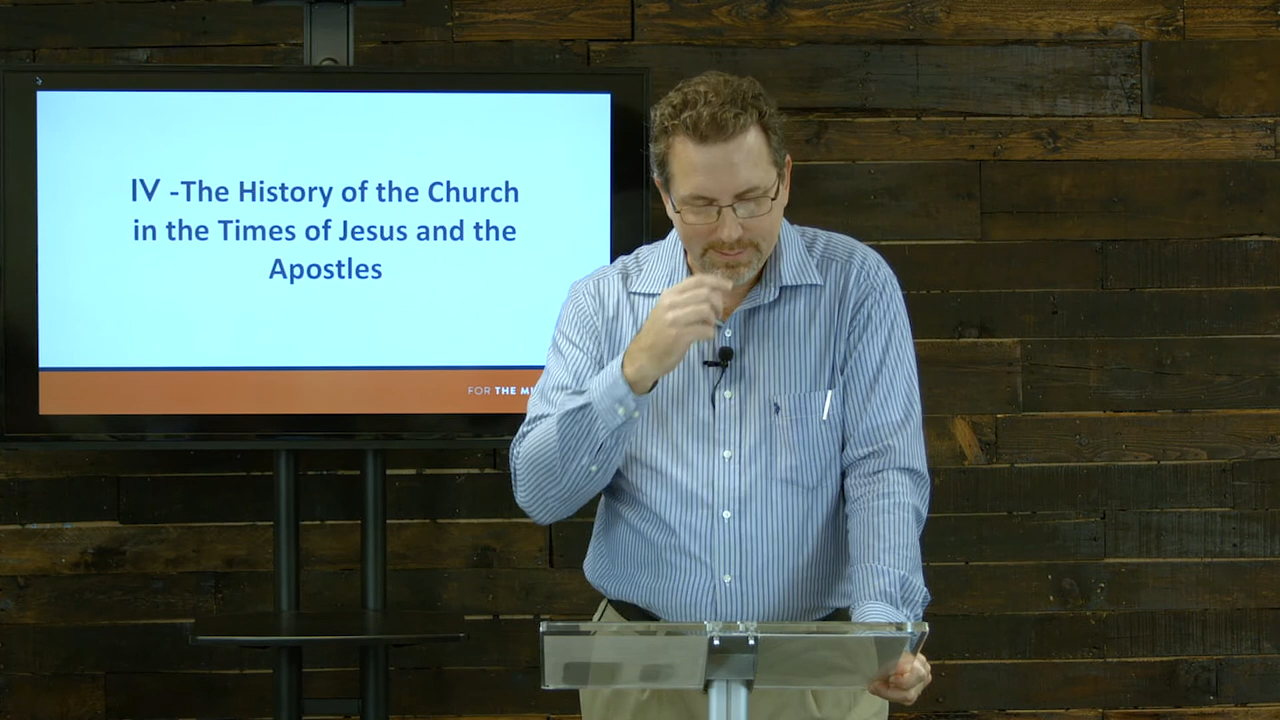 IV -The History of the Church
in the Times of Jesus and the
Apostles
FOR THE